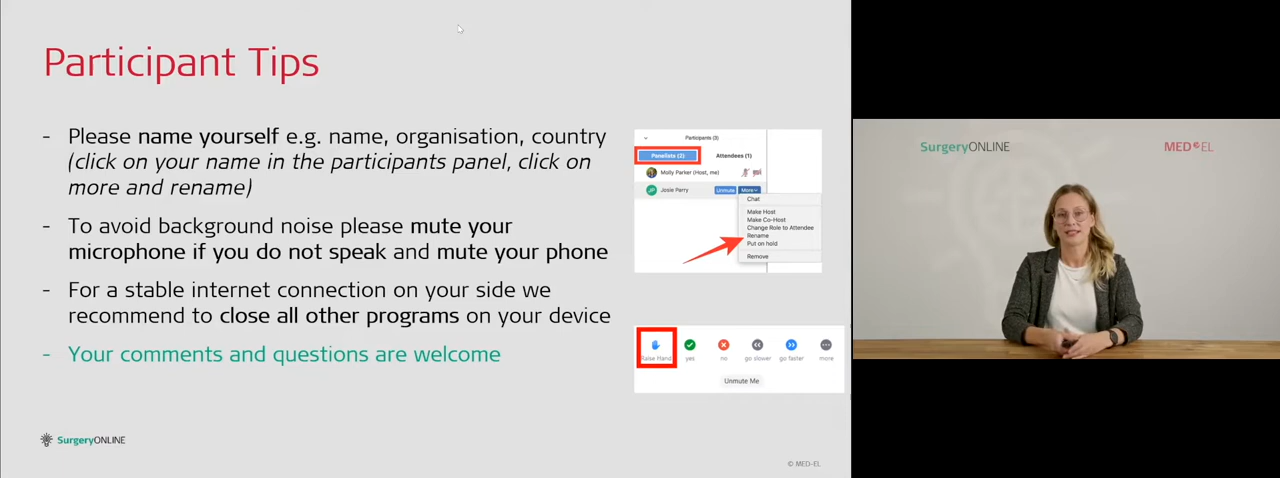 Participant Tips
- Please name yourself e.g. name, organisation, country
(click on your name in the participants panel, click on
more and rename)
- To avoid background noise please mute your
microphone if you do not speak and mute your phone
- For a stable internet connection on your side we
recommend to close all other programs on your device
- Your comments and questions are welcome
SurgeryONLINE
© MED-EL
Participants (3)
Panelists (2) Attendees (1)
Molly Parker (Host, me)
JP Josie Parry Unmute More
Chat
Make Host
Make Co-Host
Change Role to Attendee
Rename
Put on hold
Remove
Raise Hand yes no go slower go faster more
Unmute Me
SurgeryONLINE MED EL